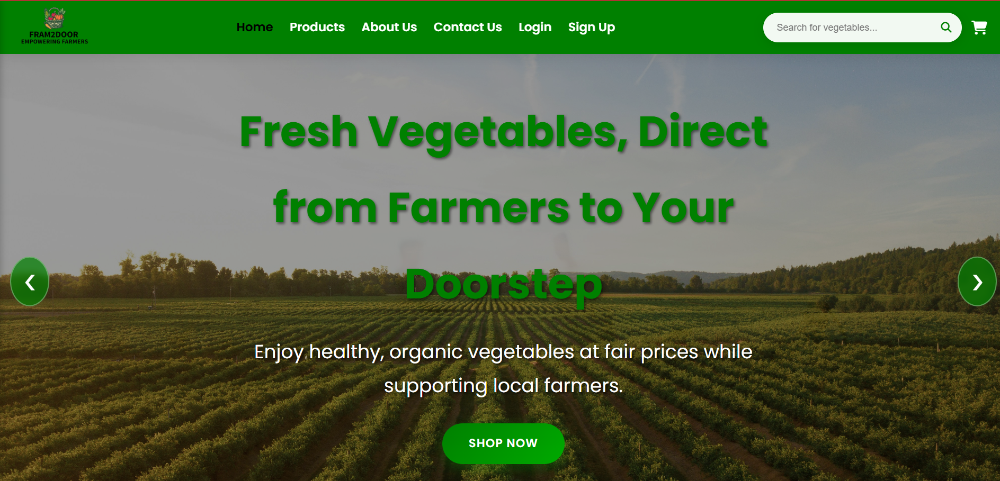 FRAM2DOOR
EMPOWERING FARMERS
Home Products About Us Contact Us Login Sign Up
Search for vegetables...
Fresh Vegetables, Direct
from Farmers to Your
Doorstep
Enjoy healthy, organic vegetables at fair prices while
supporting local farmers.
SHOP NOW